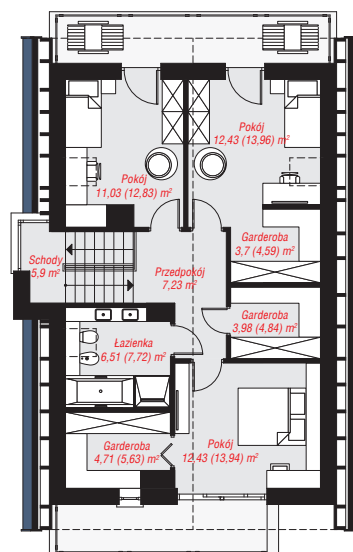 Pokój
12,43 (13,96) m²
Pokój
11,03 (12,83) m²
Garderoba
3,7 (4,59) m²
Schody
5,9 m²
Przedpokój
7,23 m²
Garderoba
3,98 (4,84) m²
Łazienka
6,51 (7,72) m²
Garderoba
4,71 (5,63) m²
Pokój
12,43 (13,94) m²